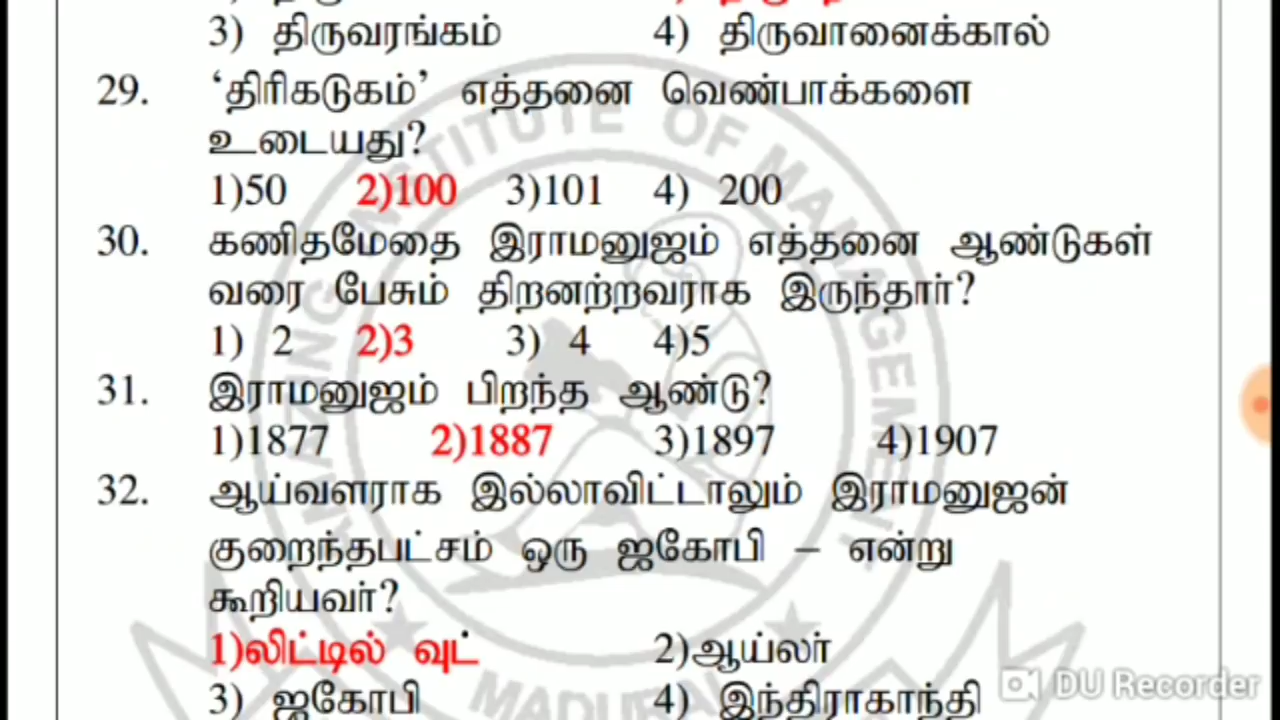 3) திருவரங்கம் 4) திருவானைக்கால்
29. ‘திரிகடுகம்’ எத்தனை வெண்பாக்களை
உடையது?
1)50 2)100 3)101 4) 200
30. கணிதமேதை இராமனுஜம் எத்தனை ஆண்டுகள்
வரை பேசும் திறனற்றவராக இருந்தார்?
1) 2 2)3 3) 4 4)5
31. இராமனுஜம் பிறந்த ஆண்டு?
1)1877 2)1887 3)1897 4)1907
32. ஆய்வளராக இல்லாவிட்டாலும் இராமனுஜன்
குறைந்தபட்சம் ஒரு ஜகோபி – என்று
கூறியவர்?
1)லிட்டில் வுட் 2)ஆய்லர்
3) ஜகோபி 4) இந்திராகாந்தி
INSTITUTE OF MANAGEMENT
DU Recorder